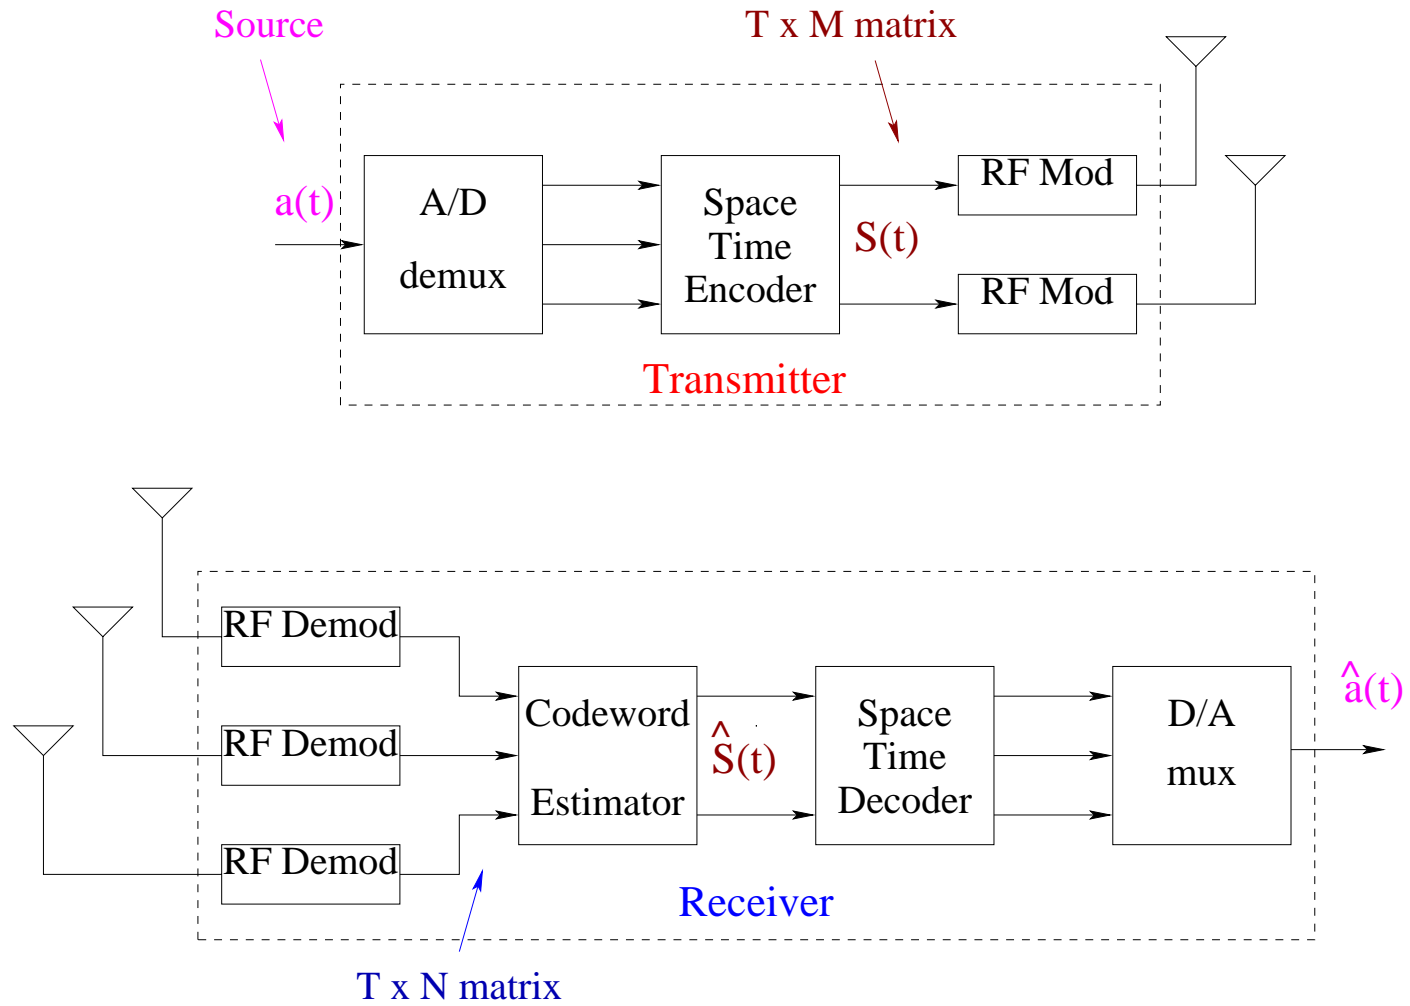 Source
T x M matrix
a(t)
A/D
demux
Space
Time
Encoder
S(t)
RF Mod
RF Mod
Transmitter
RF Demod
RF Demod
RF Demod
Codeword
Estimator
Ŝ(t)
Space
Time
Decoder
D/A
mux
â(t)
Receiver
T x N matrix